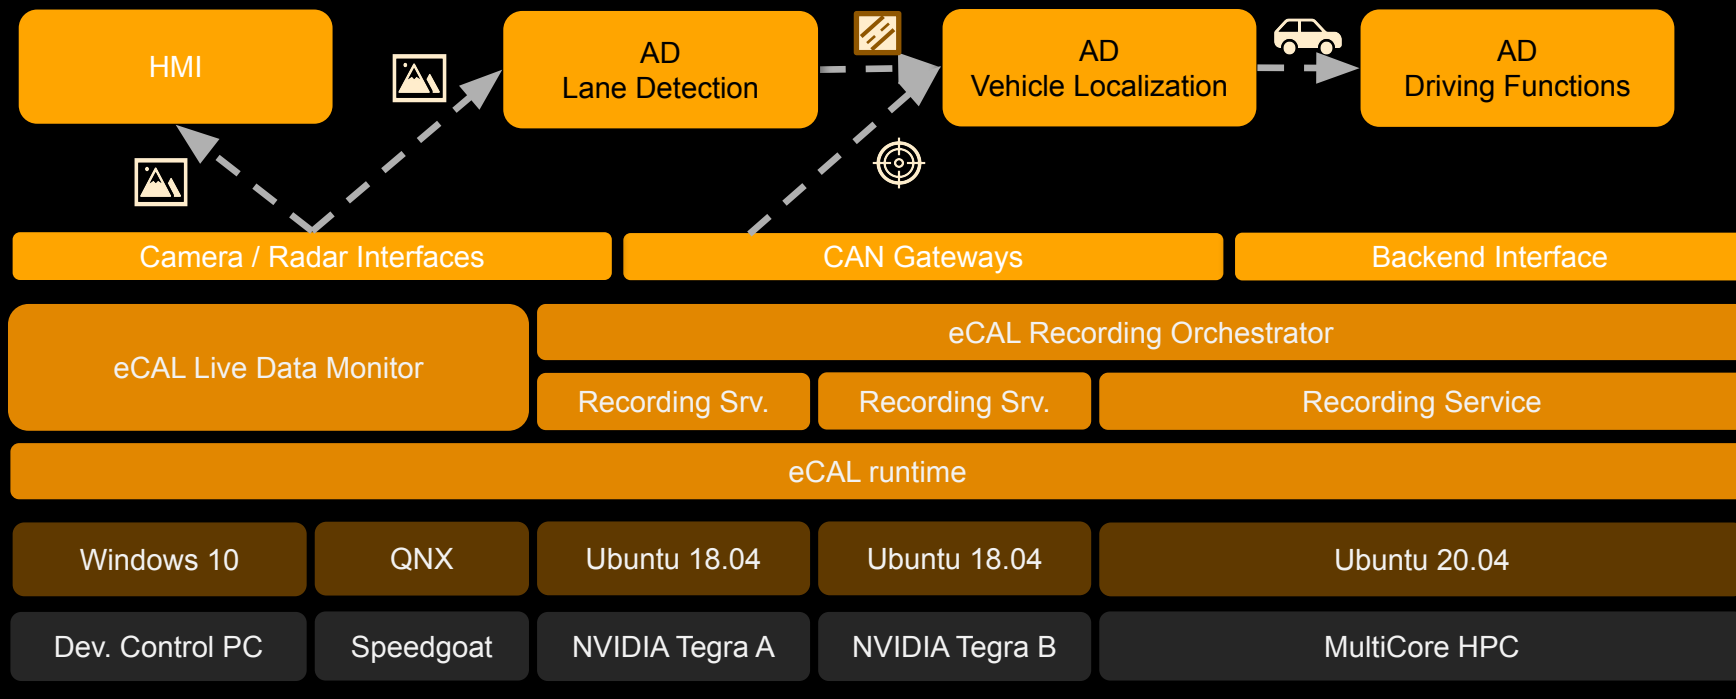 HMI
AD
Lane Detection
AD
Vehicle Localization
AD
Driving Functions
Camera / Radar Interfaces
CAN Gateways
Backend Interface
eCAL Live Data Monitor
eCAL Recording Orchestrator
Recording Srv.
Recording Srv.
Recording Service
eCAL runtime
Windows 10
QNX
Ubuntu 18.04
Ubuntu 18.04
Ubuntu 20.04
Dev. Control PC
Speedgoat
NVIDIA Tegra A
NVIDIA Tegra B
MultiCore HPC